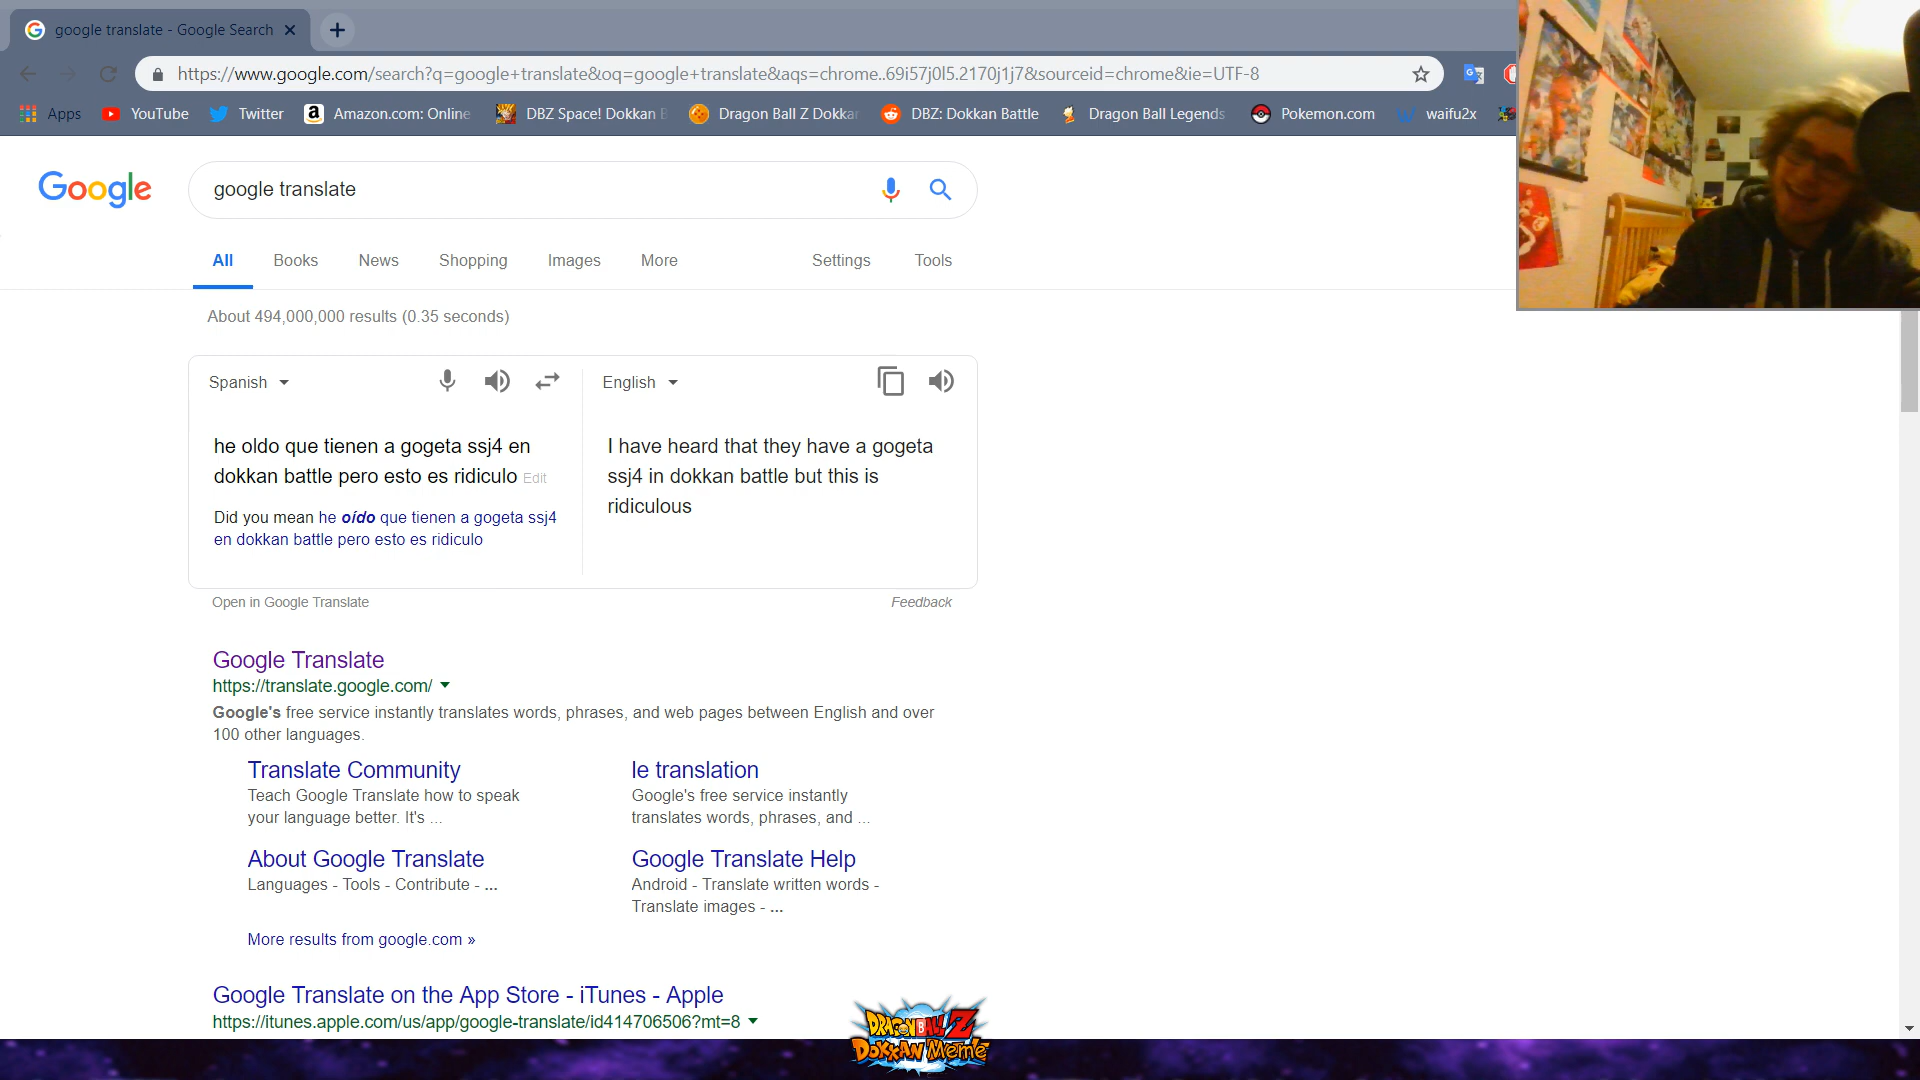 google translate - Google Search
https://www.google.com/search?q=google+translate&oq=google+translate&aqs=chrome..69i57j0l5.2170j1j7&sourceid=chrome&ie=UTF-8
Apps YouTube Twitter Amazon.com: Online DBZ Space! Dokkan B Dragon Ball Z Dokkan DBZ: Dokkan Battle Dragon Ball Legends Pokemon.com waifu2x
Google
google translate
All Books News Shopping Images More Settings Tools
About 494,000,000 results (0.35 seconds)
Spanish
he oldo que tienen a gogeta ssj4 en
dokkan battle pero esto es ridiculo Edit
Did you mean he oído que tienen a gogeta ssj4
en dokkan battle pero esto es ridiculo
English
I have heard that they have a gogeta
ssj4 in dokkan battle but this is
ridiculous
Open in Google Translate
Feedback
Google Translate
https://translate.google.com/
Google's free service instantly translates words, phrases, and web pages between English and over
100 other languages.
Translate Community
Teach Google Translate how to speak
your language better. It's ...
le translation
Google's free service instantly
translates words, phrases, and ...
About Google Translate
Languages - Tools - Contribute - ...
Google Translate Help
Android - Translate written words -
Translate images - ...
More results from google.com »
Google Translate on the App Store - iTunes - Apple
https://itunes.apple.com/us/app/google-translate/id414706506?mt=8
DRAGON BALL Z
DOKKAN MEME